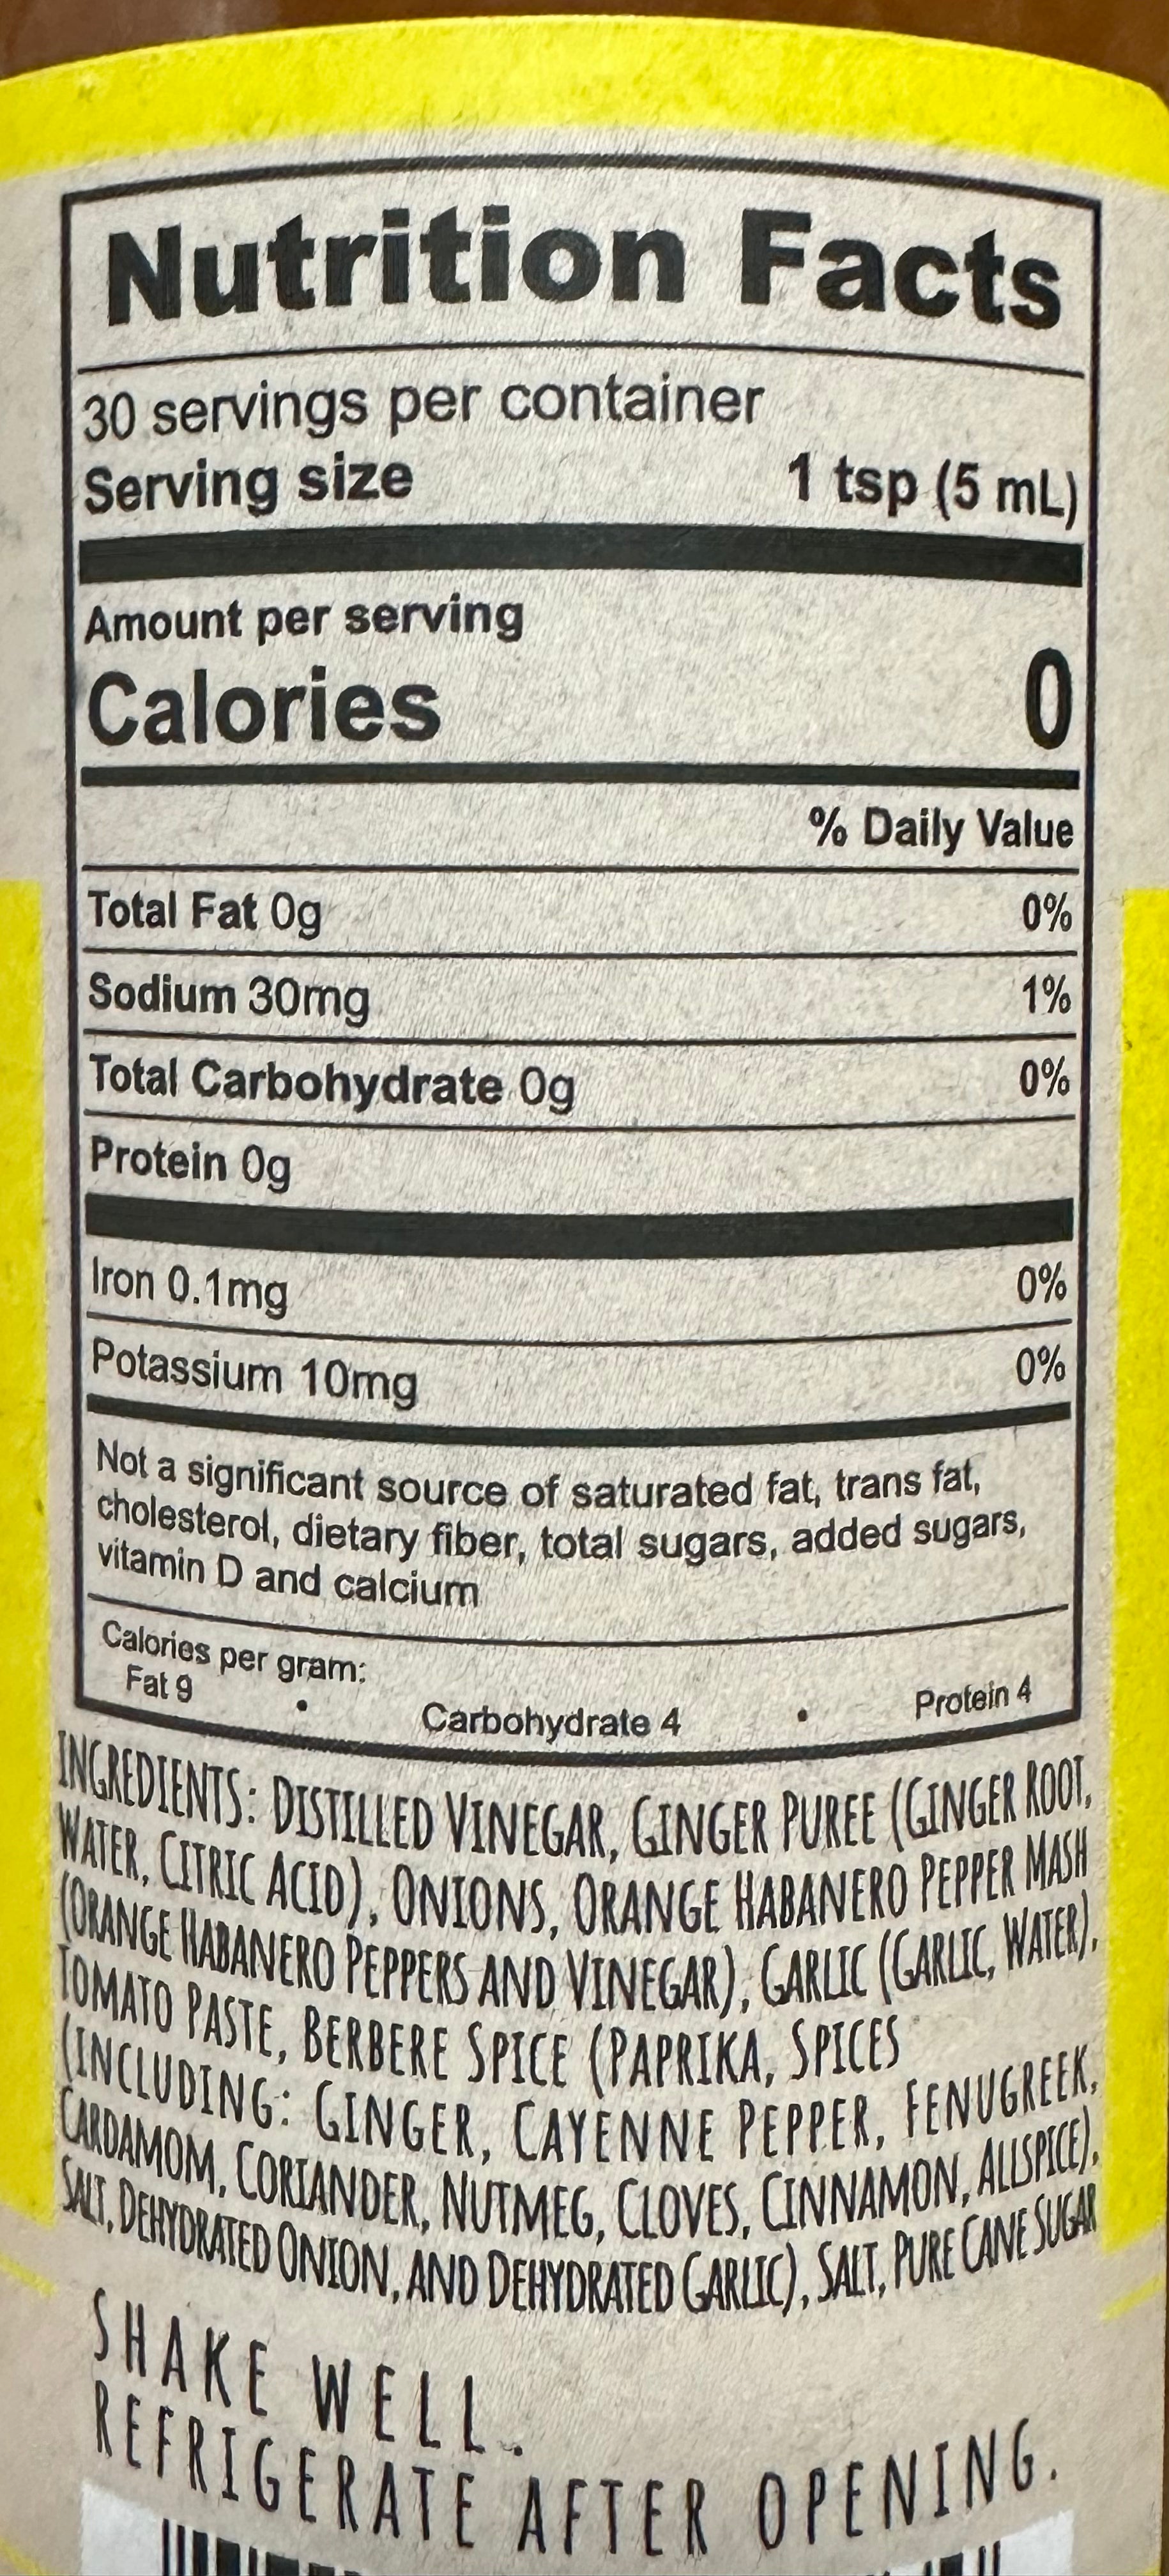 Nutrition Facts
30 servings per container
Serving size 1 tsp (5 mL)
Amount per serving
Calories 0
% Daily Value
Total Fat 0g 0%
Sodium 30mg 1%
Total Carbohydrate 0g 0%
Protein 0g
Iron 0.1mg 0%
Potassium 10mg 0%
Not a significant source of saturated fat, trans fat,
cholesterol, dietary fiber, total sugars, added sugars,
vitamin D and calcium
Calories per gram:
Fat 9 • Carbohydrate 4 • Protein 4
INGREDIENTS: DISTILLED VINEGAR, GINGER PUREE (GINGER ROOT,
WATER, CITRIC ACID), ONIONS, ORANGE HABANERO PEPPER MASH
(ORANGE HABANERO PEPPERS AND VINEGAR), GARLIC (GARLIC, WATER),
TOMATO PASTE, BERBERE SPICE (PAPRIKA, SPICES
(INCLUDING: GINGER, CAYENNE PEPPER, FENUGREEK,
CARDAMOM, CORIANDER, NUTMEG, CLOVES, CINNAMON, ALLSPICE),
SALT, DEHYDRATED ONION, AND DEHYDRATED GARLIC), SALT, PURE CANE SUGAR
SHAKE WELL.
REFRIGERATE AFTER OPENING.